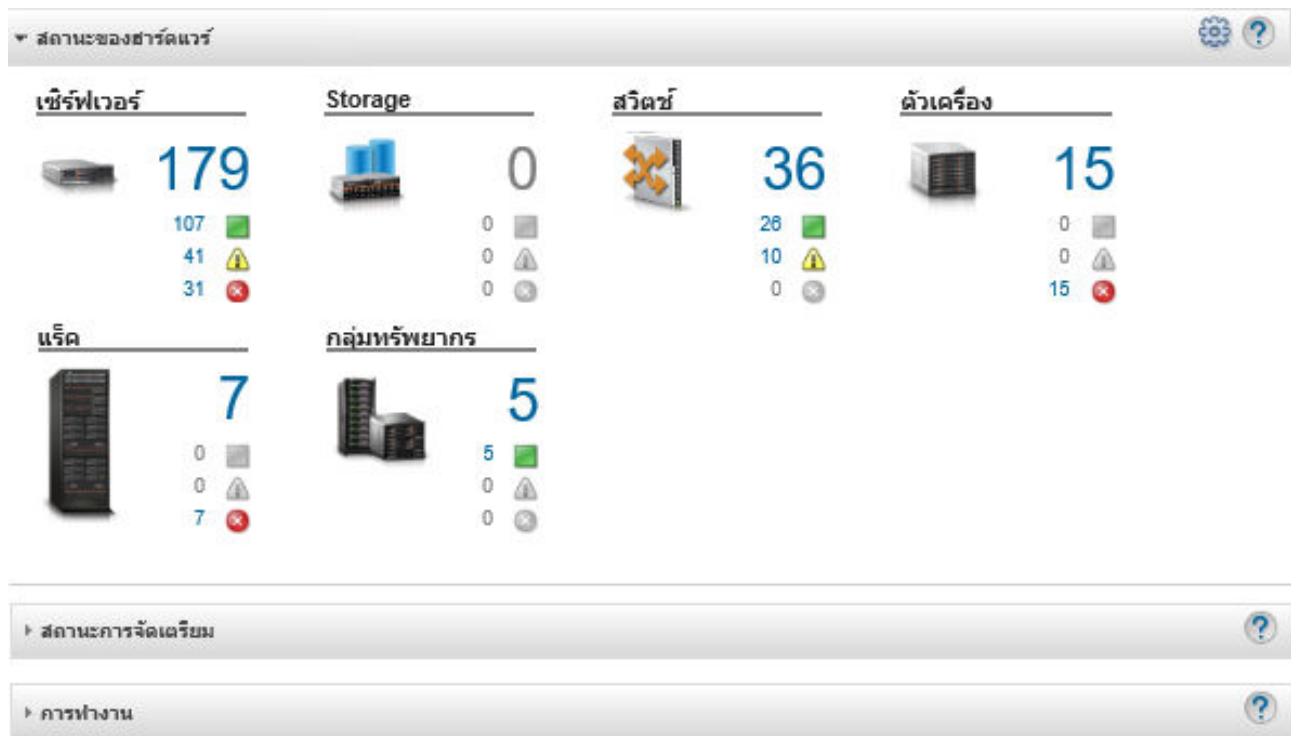 สถานะของฮาร์ดแวร์
เซิร์ฟเวอร์
179
107
41
31
Storage
0
0
0
0
สวิตช์
36
26
10
0
ตัวเครื่อง
15
0
0
15
แร็ค
7
0
0
7
กลุ่มทรัพยากร
5
5
0
0
สถานะการจัดเตรียม
การทำงาน